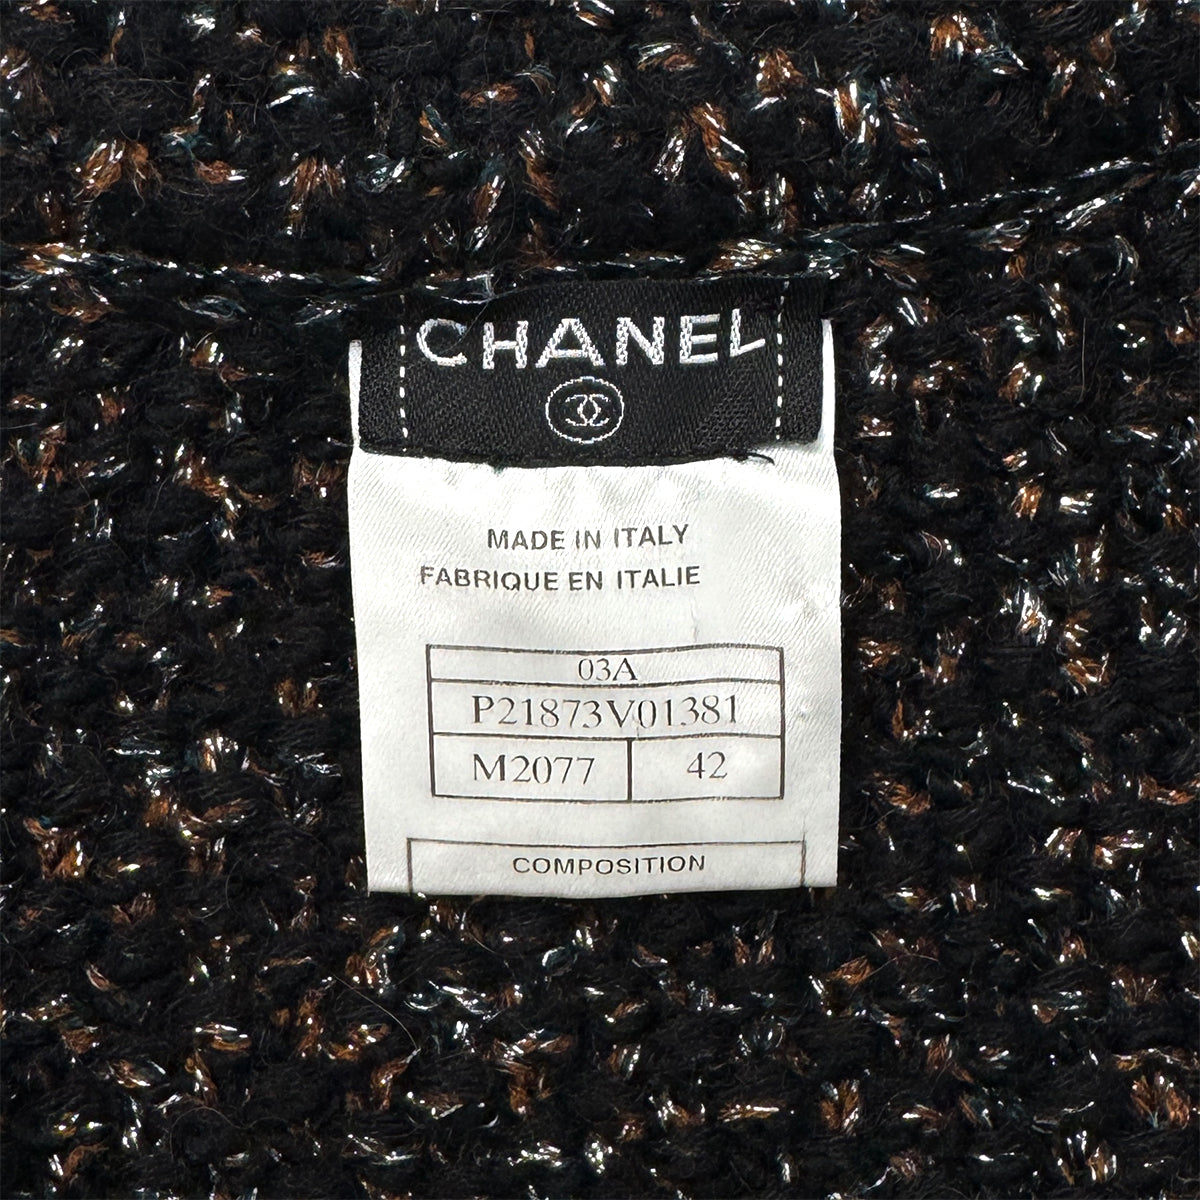 CHANEL
MADE IN ITALY
FABRIQUE EN ITALIE
03A
P21873V01381
M2077 42
COMPOSITION